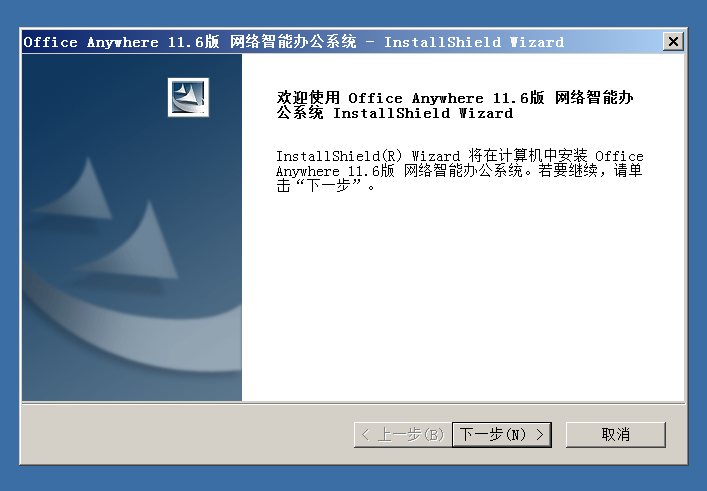 Office Anywhere 11.6版 网络智能办公系统 - InstallShield Wizard
欢迎使用 Office Anywhere 11.6版 网络智能办
公系统 InstallShield Wizard
InstallShield(R) Wizard 将在计算机中安装 Office
Anywhere 11.6版 网络智能办公系统。若要继续，请单
击“下一步”。
< 上一步(B) 下一步(N) > 取消